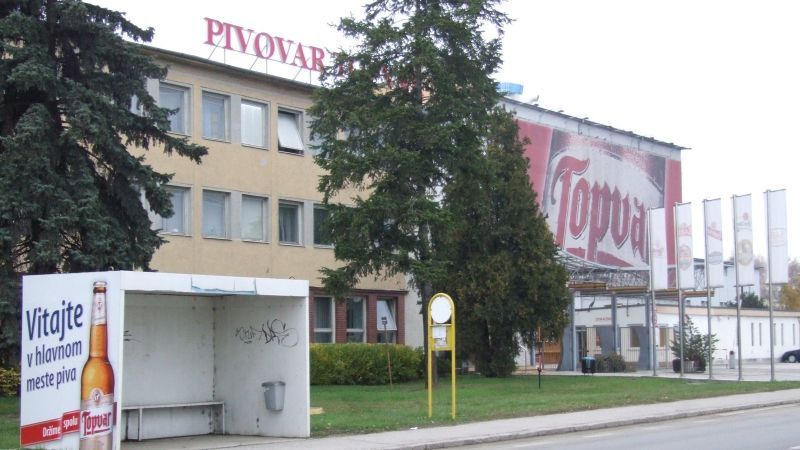 PIVOVAR
Topvar
Vitajte
v hlavnom
meste piva
Držíme spolu
Topvar